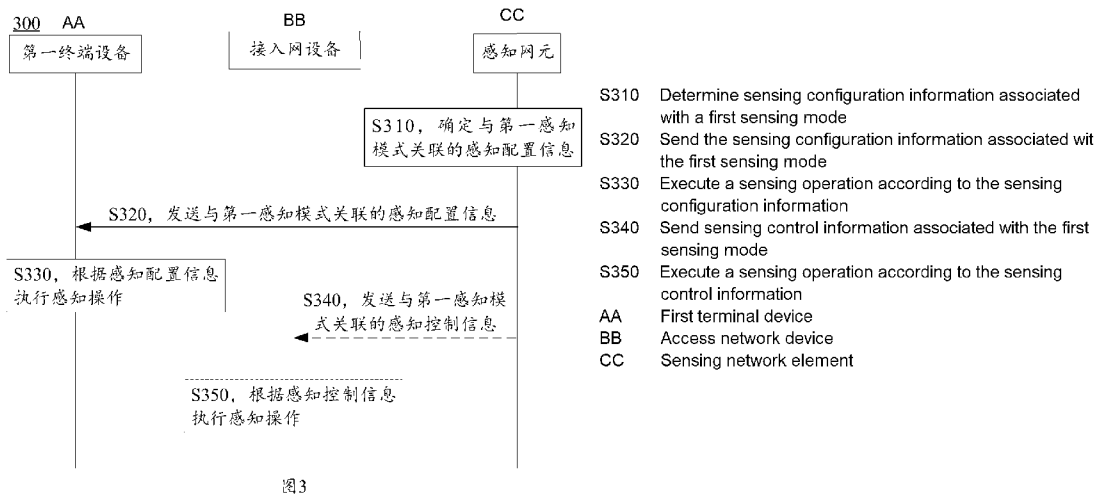 300 AA
BB
CC
第一终端设备
接入网设备
感知网元
S310，确定与第一感知
模式关联的感知配置信息
S320，发送与第一感知模式关联的感知配置信息
S330，根据感知配置信息
执行感知操作
S340，发送与第一感知模
式关联的感知控制信息
S350，根据感知控制信息
执行感知操作
图3
S310 Determine sensing configuration information associated
with a first sensing mode
S320 Send the sensing configuration information associated wit
the first sensing mode
S330 Execute a sensing operation according to the sensing
configuration information
S340 Send sensing control information associated with the first
sensing mode
S350 Execute a sensing operation according to the sensing
control information
AA First terminal device
BB Access network device
CC Sensing network element